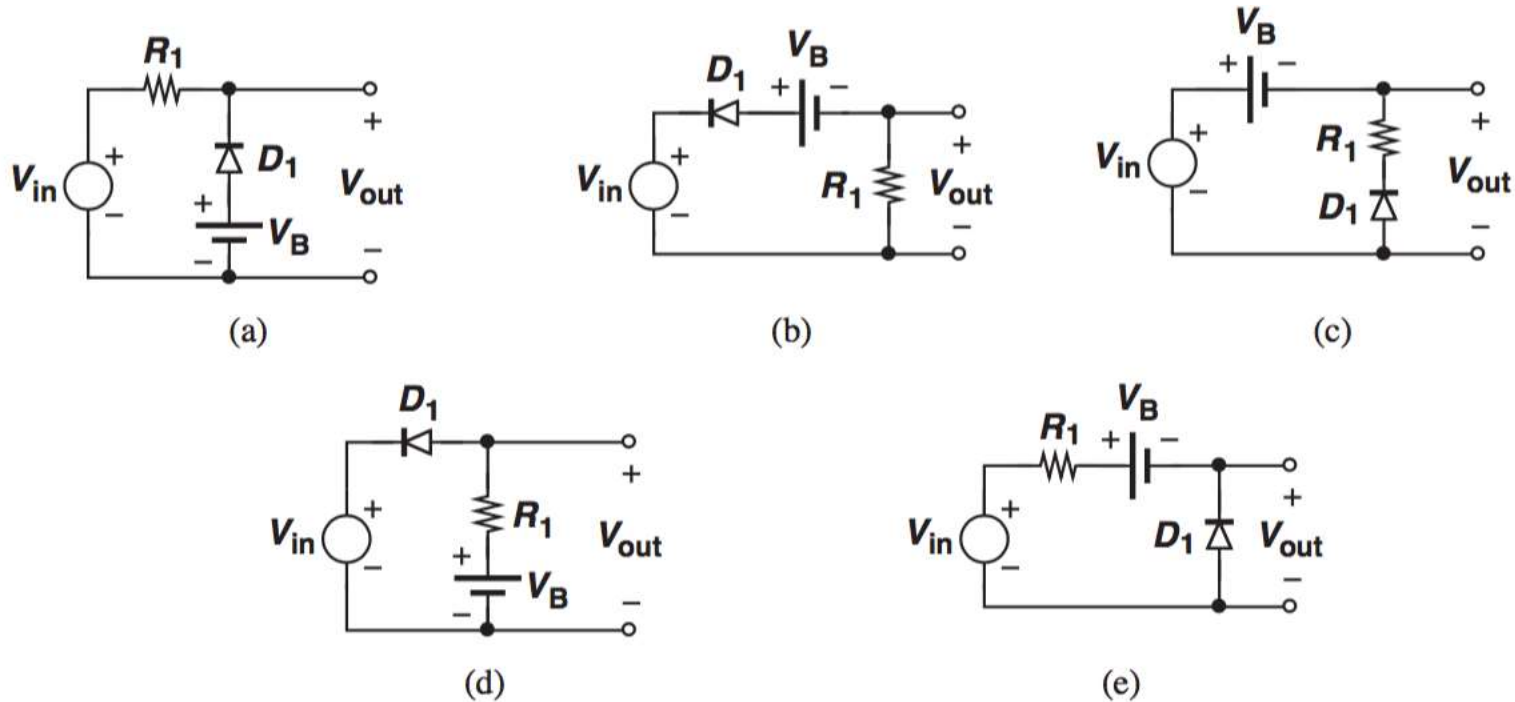 R1
+
D1
Vin
+
−
+
VB
−
Vout
+
−
(a)
VB
D1
+
−
Vin
+
−
R1
+
Vout
−
(b)
VB
+
−
Vin
+
−
R1
D1
+
Vout
−
(c)
D1
Vin
+
−
R1
+
VB
−
+
Vout
−
(d)
VB
R1
+
−
Vin
+
−
D1
+
Vout
−
(e)